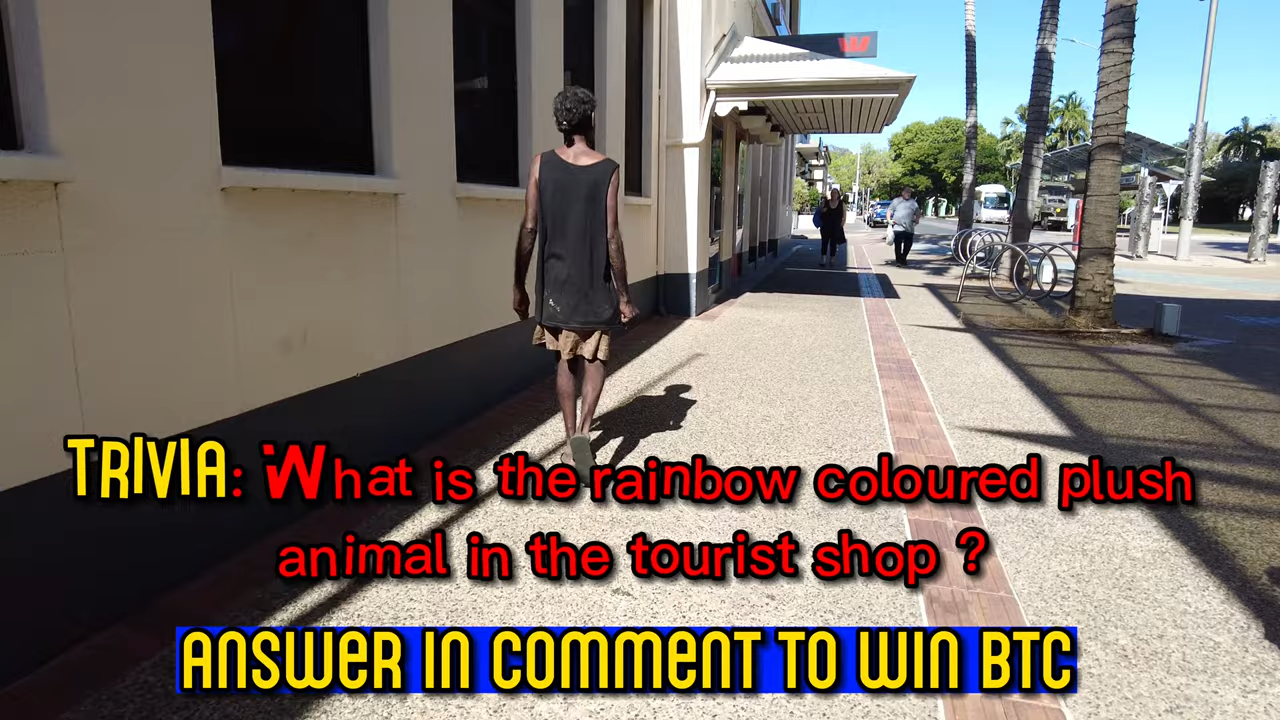 TRIVIA: What is the rainbow coloured plush
animal in the tourist shop ?
ANSWER IN COMMENT TO WIN BTC